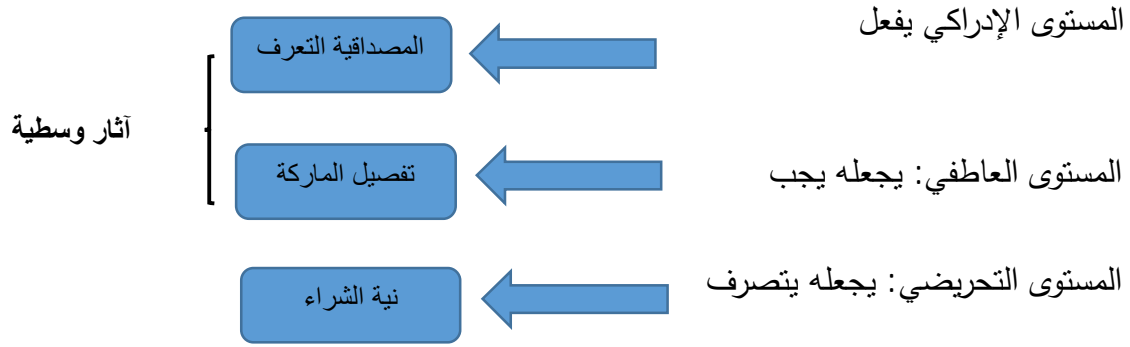 المستوى الإدراكي يفعل
المصداقية التعرف
آثار وسطية
المستوى العاطفي: يجعله يجب
تفصيل الماركة
المستوى التحريضي: يجعله يتصرف
نية الشراء